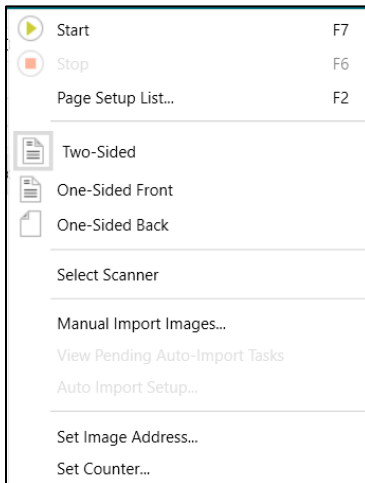 Start F7
Stop F6
Page Setup List... F2
Two-Sided
One-Sided Front
One-Sided Back
Select Scanner
Manual Import Images...
View Pending Auto-Import Tasks
Auto Import Setup...
Set Image Address...
Set Counter...